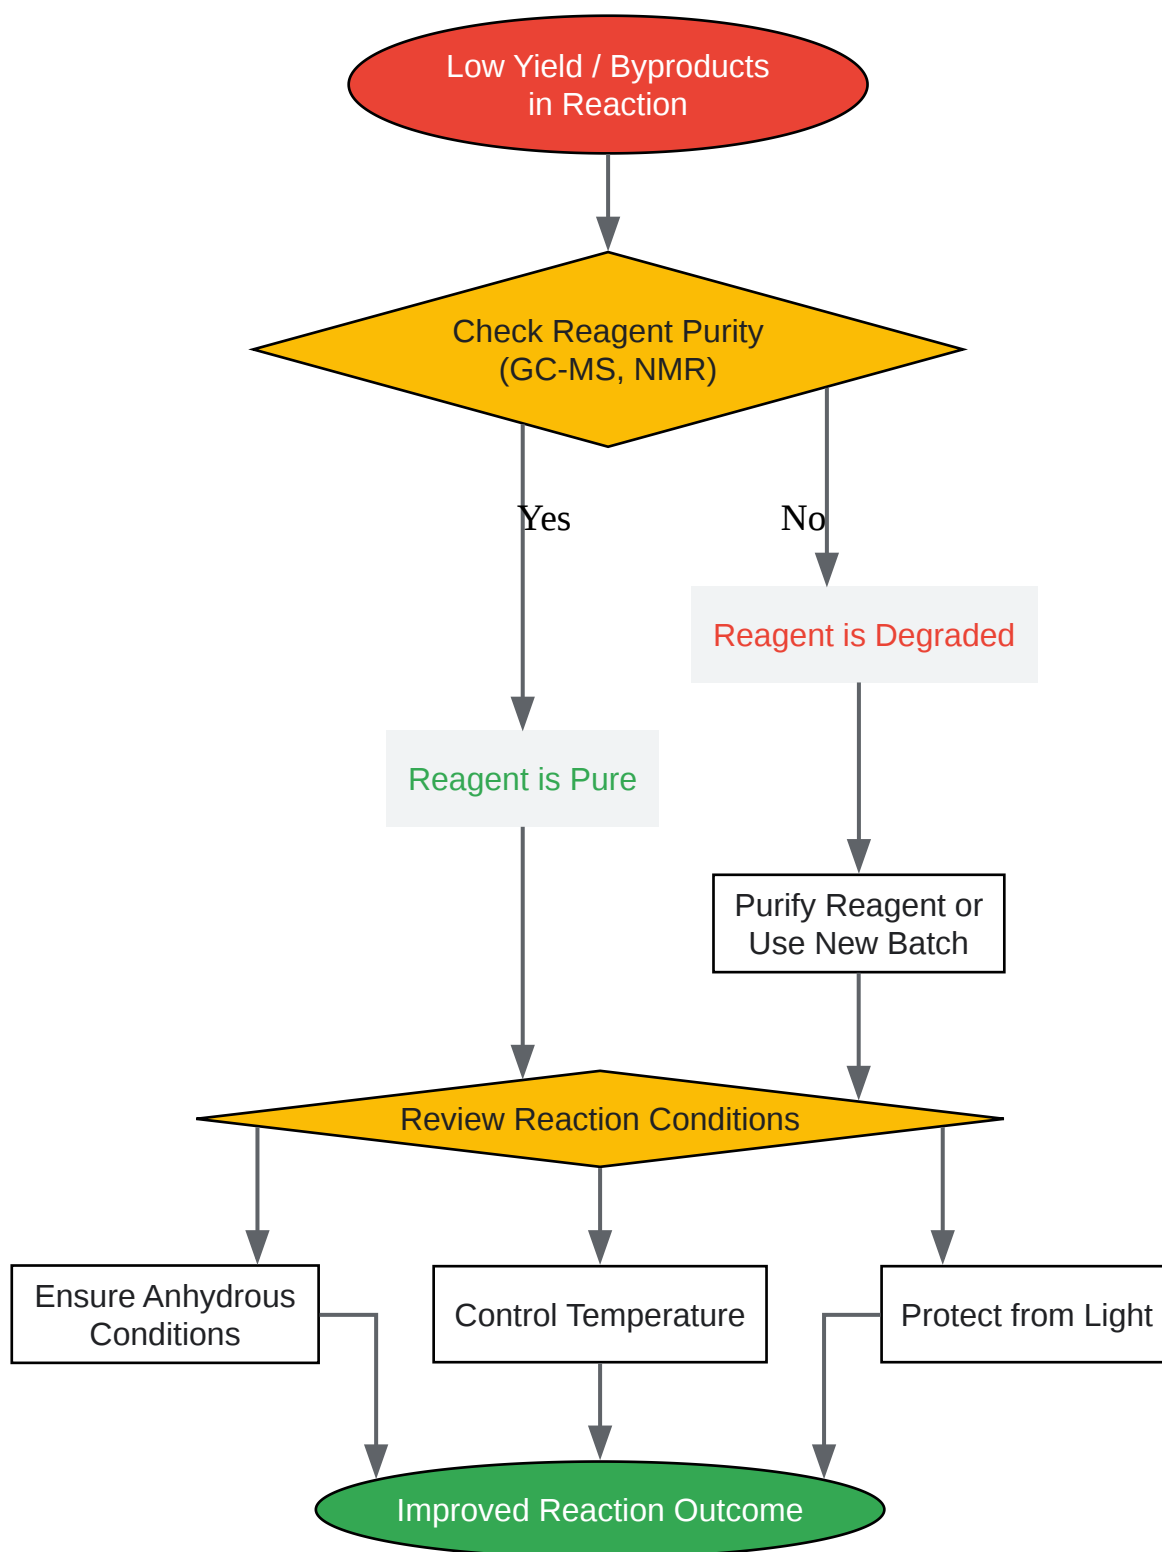 Low Yield / Byproducts
in Reaction
Check Reagent Purity
(GC-MS, NMR)
Yes
No
Reagent is Degraded
Reagent is Pure
Purify Reagent or
Use New Batch
Review Reaction Conditions
Ensure Anhydrous
Conditions
Control Temperature
Protect from Light
Improved Reaction Outcome